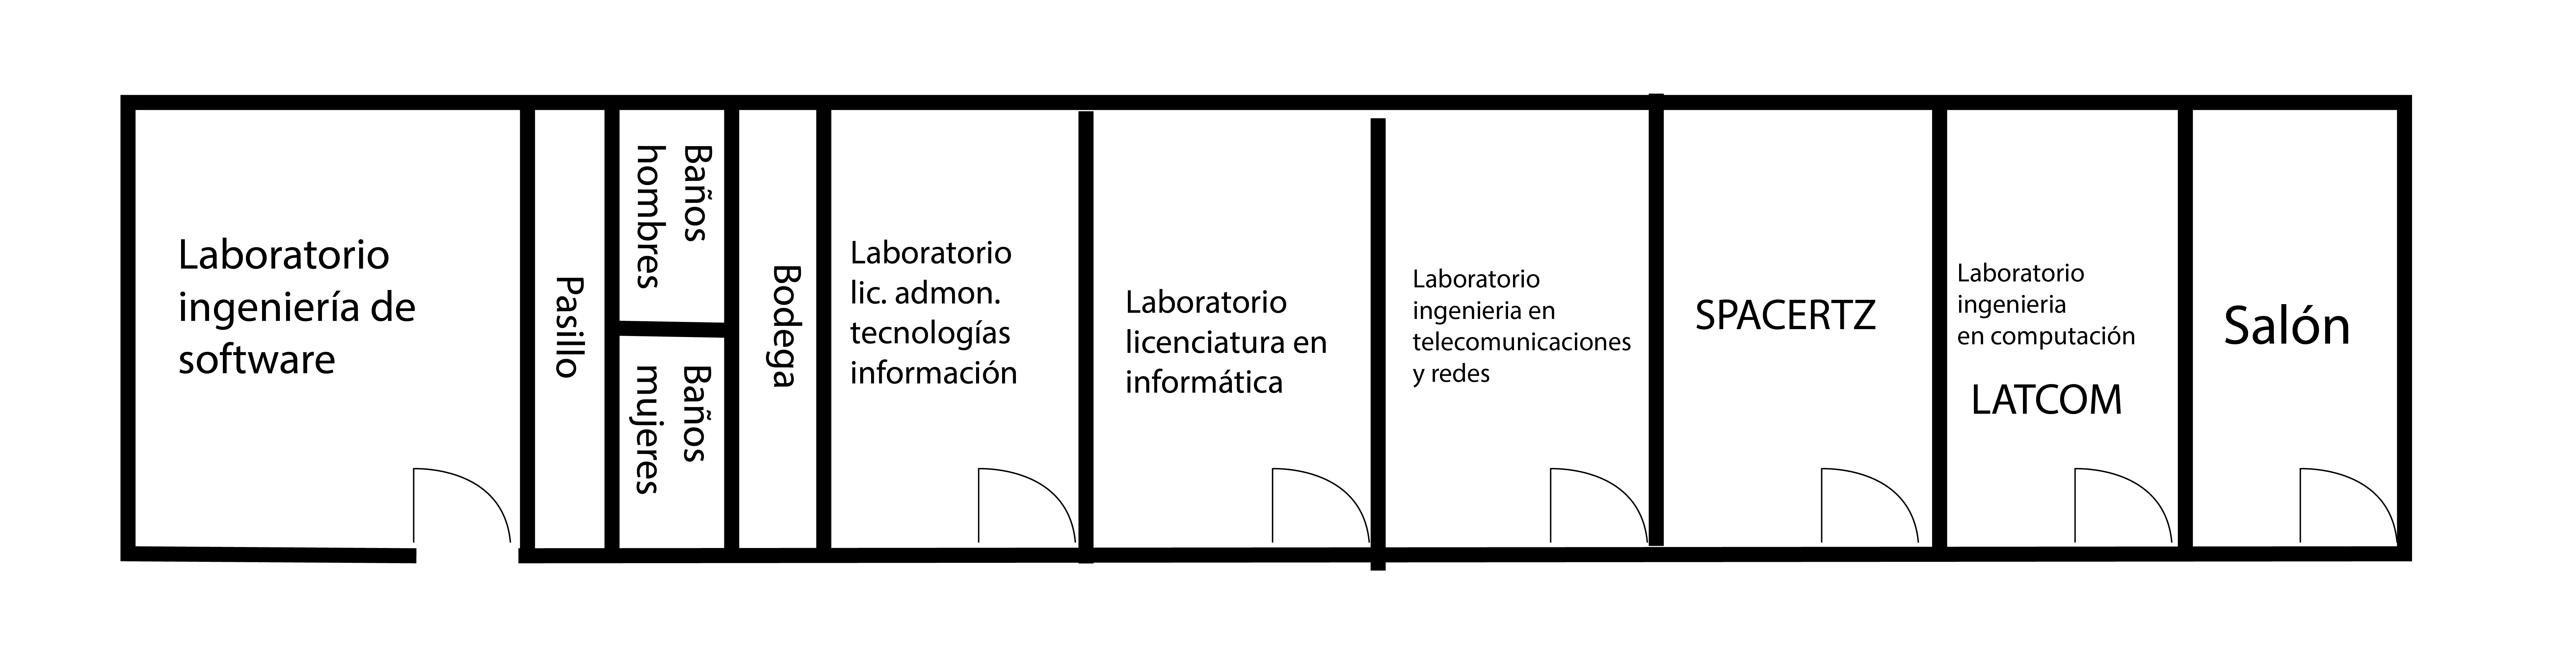 Laboratorio
ingeniería de
software
Pasillo
Baños
hombres
Baños
mujeres
Bodega
Laboratorio
lic. admon.
tecnologías
información
Laboratorio
licenciatura en
informática
Laboratorio
ingenieria en
telecomunicaciones
y redes
SPACERTZ
Laboratorio
ingenieria
en computación
LATCOM
Salón